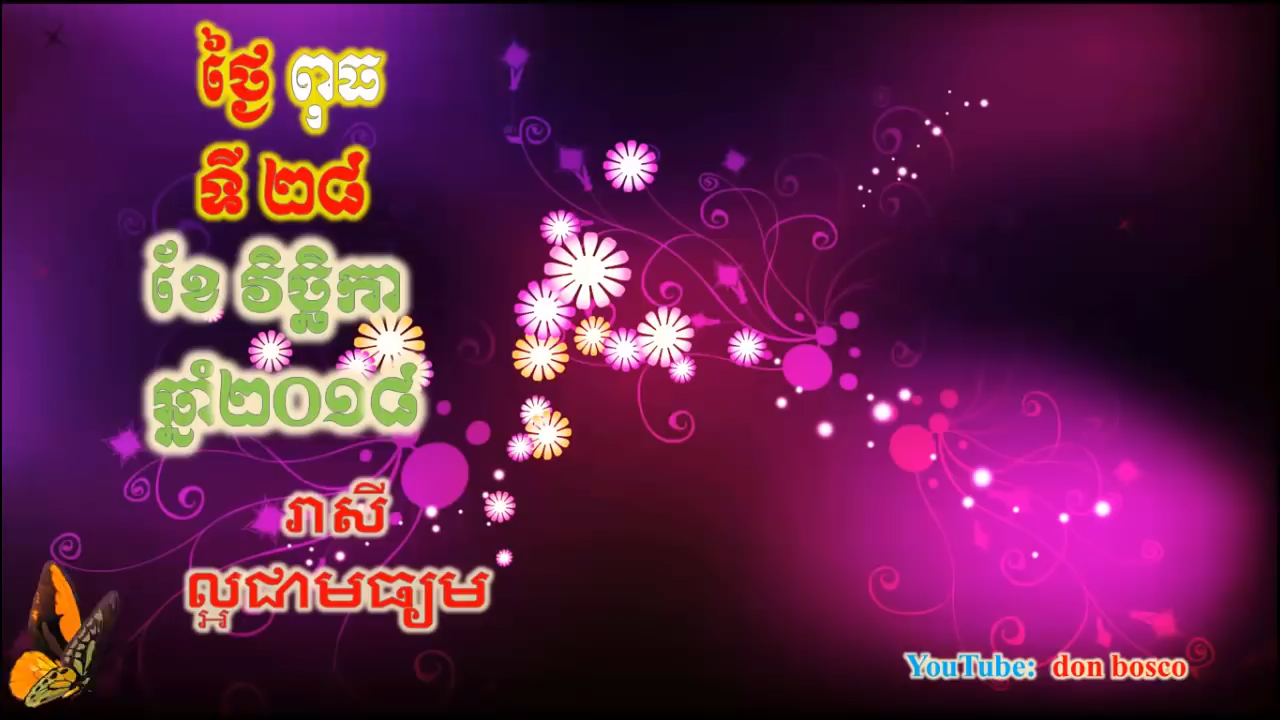 ថ្ងៃ ពុធ
ទី ២៨
ខែ វិច្ឆិកា
ឆ្នាំ២០១៨
រាសី
ល្អជាមធ្យម
YouTube: don bosco